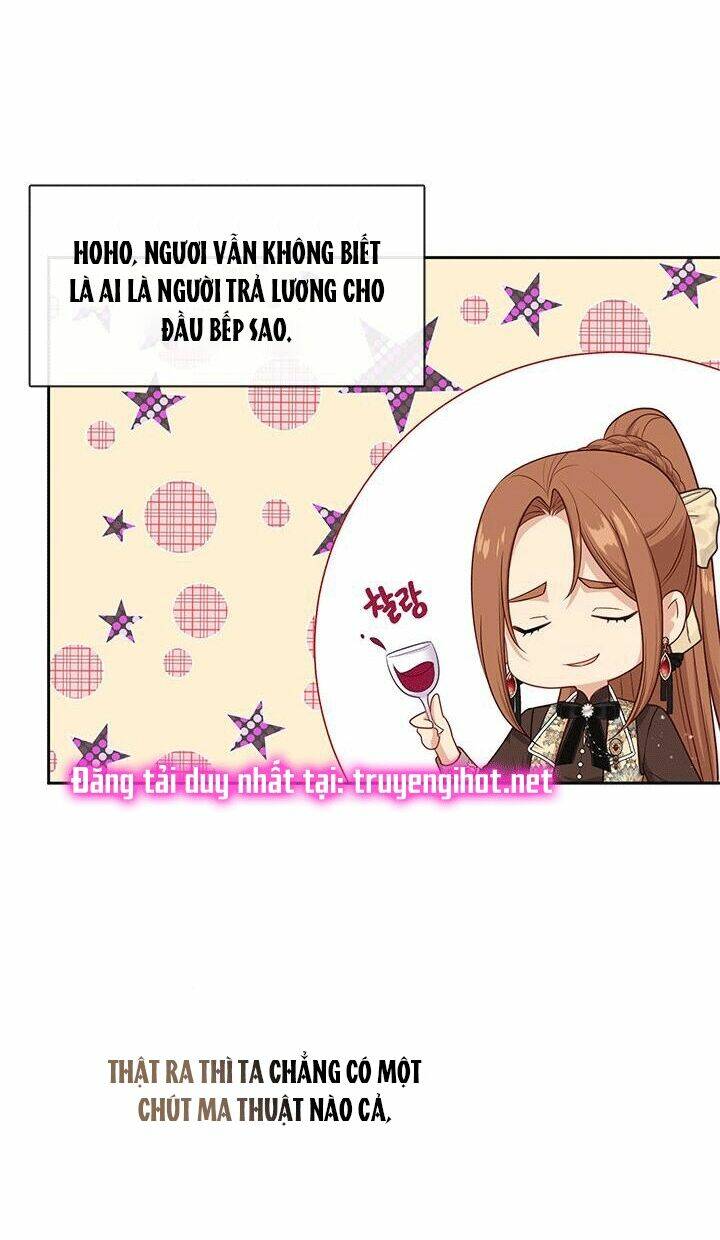 HOHO, NGƯƠI VẪN KHÔNG BIẾT
LÀ AI LÀ NGƯỜI TRẢ LƯƠNG CHO
ĐẦU BẾP SAO.
찰랑
Đăng tải duy nhất tại: truyengihot.net
THẬT RA THÌ TA CHẲNG CÓ MỘT
CHÚT MA THUẬT NÀO CẢ,